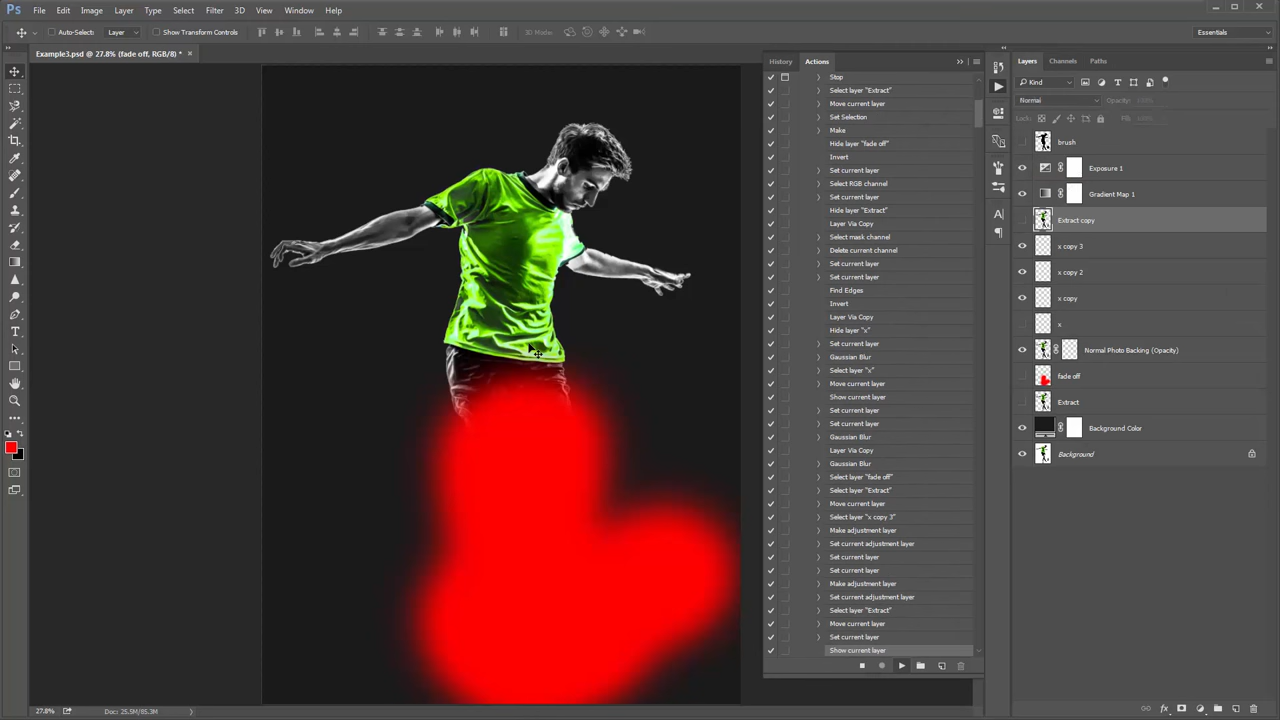 Ps File Edit Image Layer Type Select Filter 3D View Window Help
Auto-Select: Layer Show Transform Controls 3D Mode: Essentials
Example3.psd @ 27.8% (fade off, RGB/8) * ×
History Actions
Stop
Select layer "Extract"
Move current layer
Set Selection
Make
Hide layer "fade off"
Invert
Set current layer
Select RGB channel
Set current layer
Hide layer "Extract"
Layer Via Copy
Select mask channel
Delete current channel
Set current layer
Set current layer
Find Edges
Invert
Layer Via Copy
Hide layer "x"
Set current layer
Gaussian Blur
Select layer "x"
Move current layer
Show current layer
Set current layer
Set current layer
Gaussian Blur
Layer Via Copy
Gaussian Blur
Select layer "fade off"
Select layer "Extract"
Move current layer
Select layer "x copy 3"
Make adjustment layer
Set current adjustment layer
Set current layer
Set current layer
Make adjustment layer
Set current adjustment layer
Select layer "Extract"
Move current layer
Set current layer
Show current layer
Layers Channels Paths
Kind
Normal Opacity: 100%
Lock: Fill: 100%
brush
Exposure 1
Gradient Map 1
Extract copy
x copy 3
x copy 2
x copy
x
Normal Photo Backing (Opacity)
fade off
Extract
Background Color
Background
27.8% Doc: 25.5M/85.3M